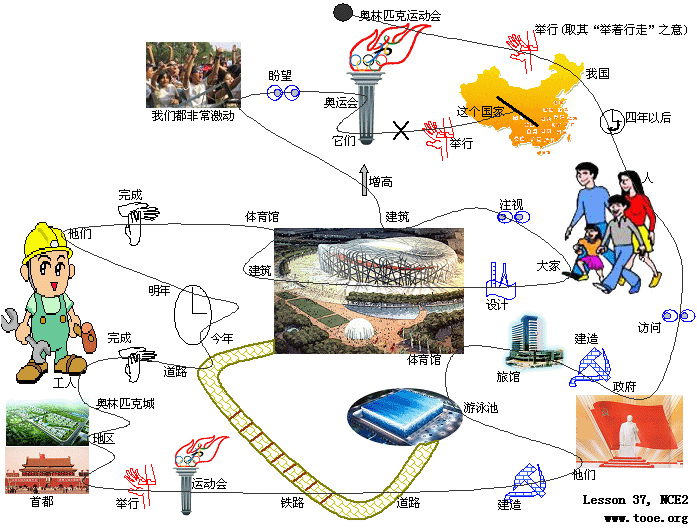 奥林匹克运动会
举行(取其“举着行走”之意)
盼望
我国
我们都非常激动
奥运会
这个国家
四年以后
它们
举行
增高
人
完成
体育馆
建筑
注视
他们
建筑
大家
明年
设计
今年
访问
完成
体育馆
建造
道路
旅馆
工人
政府
奥林匹克城
游泳池
地区
他们
运动会
首都
举行
铁路
道路
建造
Lesson 37, NCE2
www.tooe.org